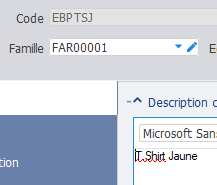 Code EBPTSJ
Famille FAR00001 E
Description c
Microsoft Sans
T Shirt Jaune
tion